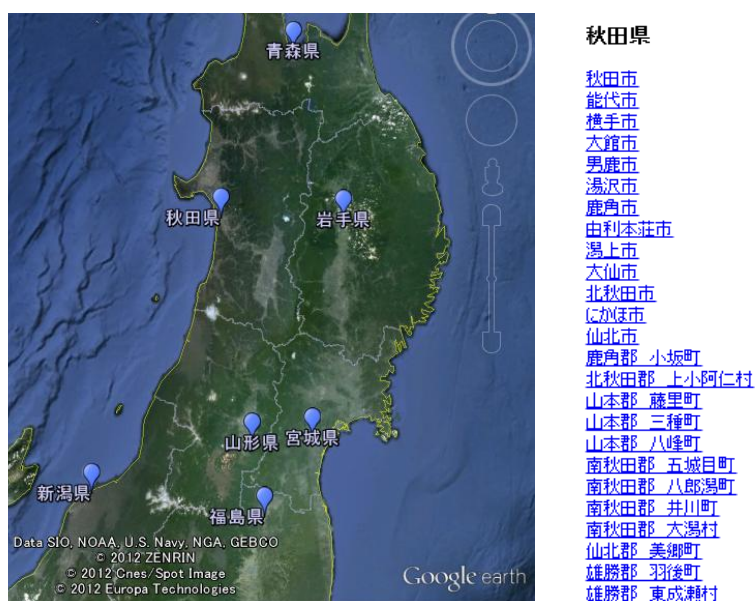 青森県
秋田県
岩手県
山形県
宮城県
新潟県
福島県
Data SIO, NOAA, U.S. Navy, NGA, GEBCO
© 2012 ZENRIN
© 2012 Cnes/Spot Image
© 2012 Europa Technologies
Google earth
秋田県
秋田市
能代市
横手市
大館市
男鹿市
湯沢市
鹿角市
由利本荘市
潟上市
大仙市
北秋田市
にかほ市
仙北市
鹿角郡 小坂町
北秋田郡 上小阿仁村
山本郡 藤里町
山本郡 三種町
山本郡 八峰町
南秋田郡 五城目町
南秋田郡 八郎潟町
南秋田郡 井川町
南秋田郡 大潟村
仙北郡 美郷町
雄勝郡 羽後町
雄勝郡 東成瀬村